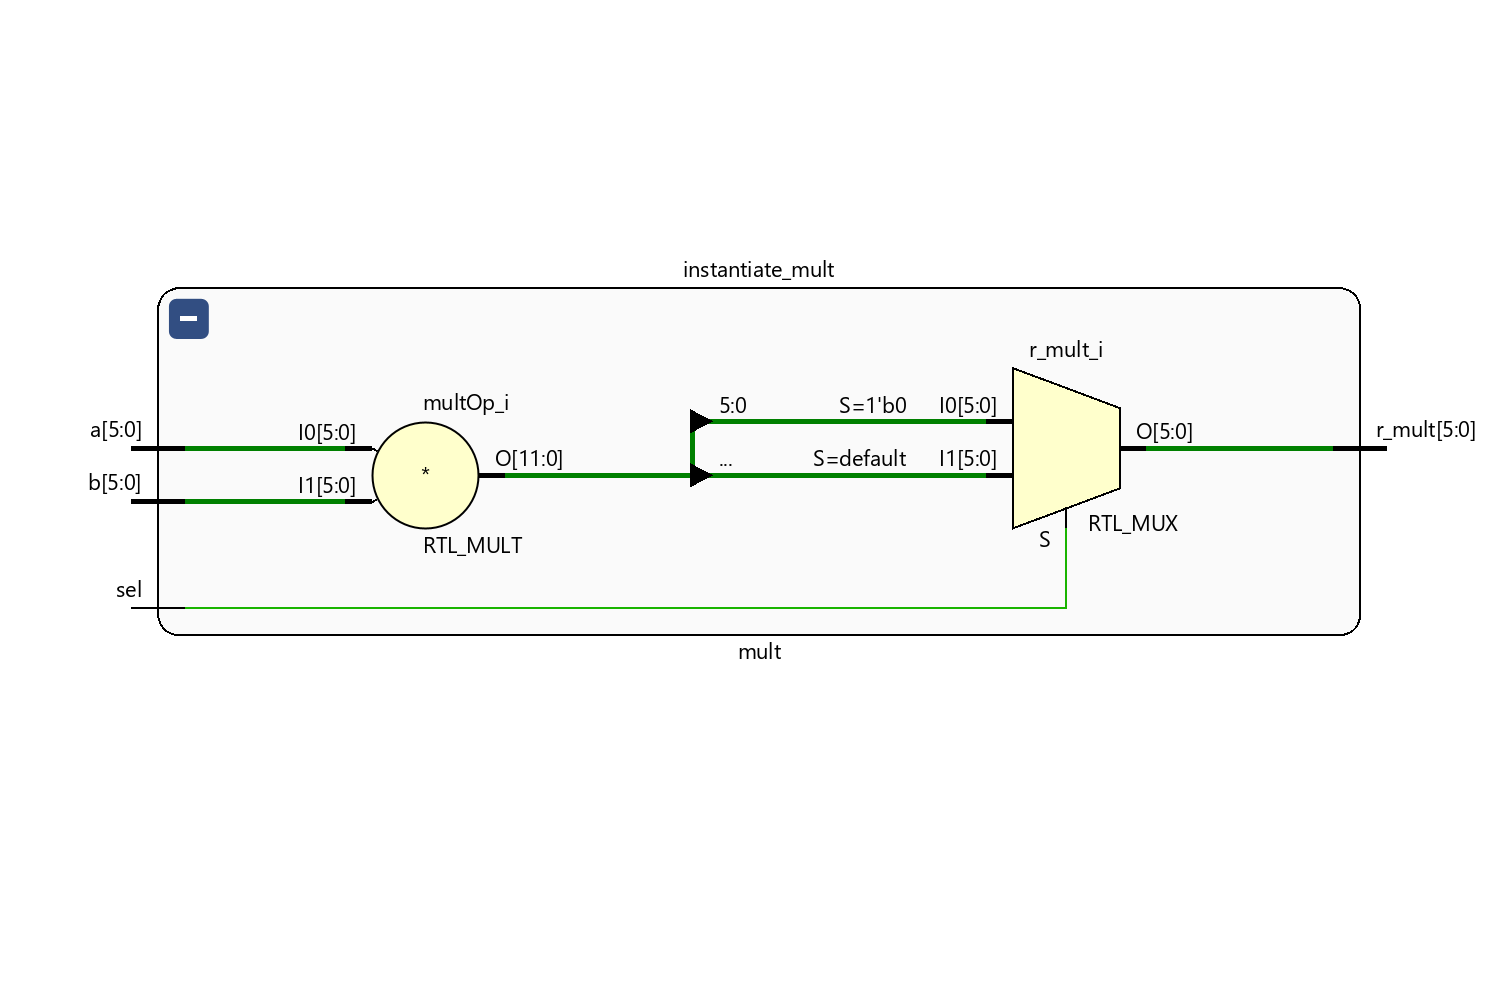 instantiate_mult
r_mult_i
multOp_i
a[5:0]
I0[5:0]
5:0
S=1'b0
I0[5:0]
b[5:0]
I1[5:0]
*
O[11:0]
...
S=default
I1[5:0]
O[5:0]
r_mult[5:0]
RTL_MULT
S
RTL_MUX
sel
mult